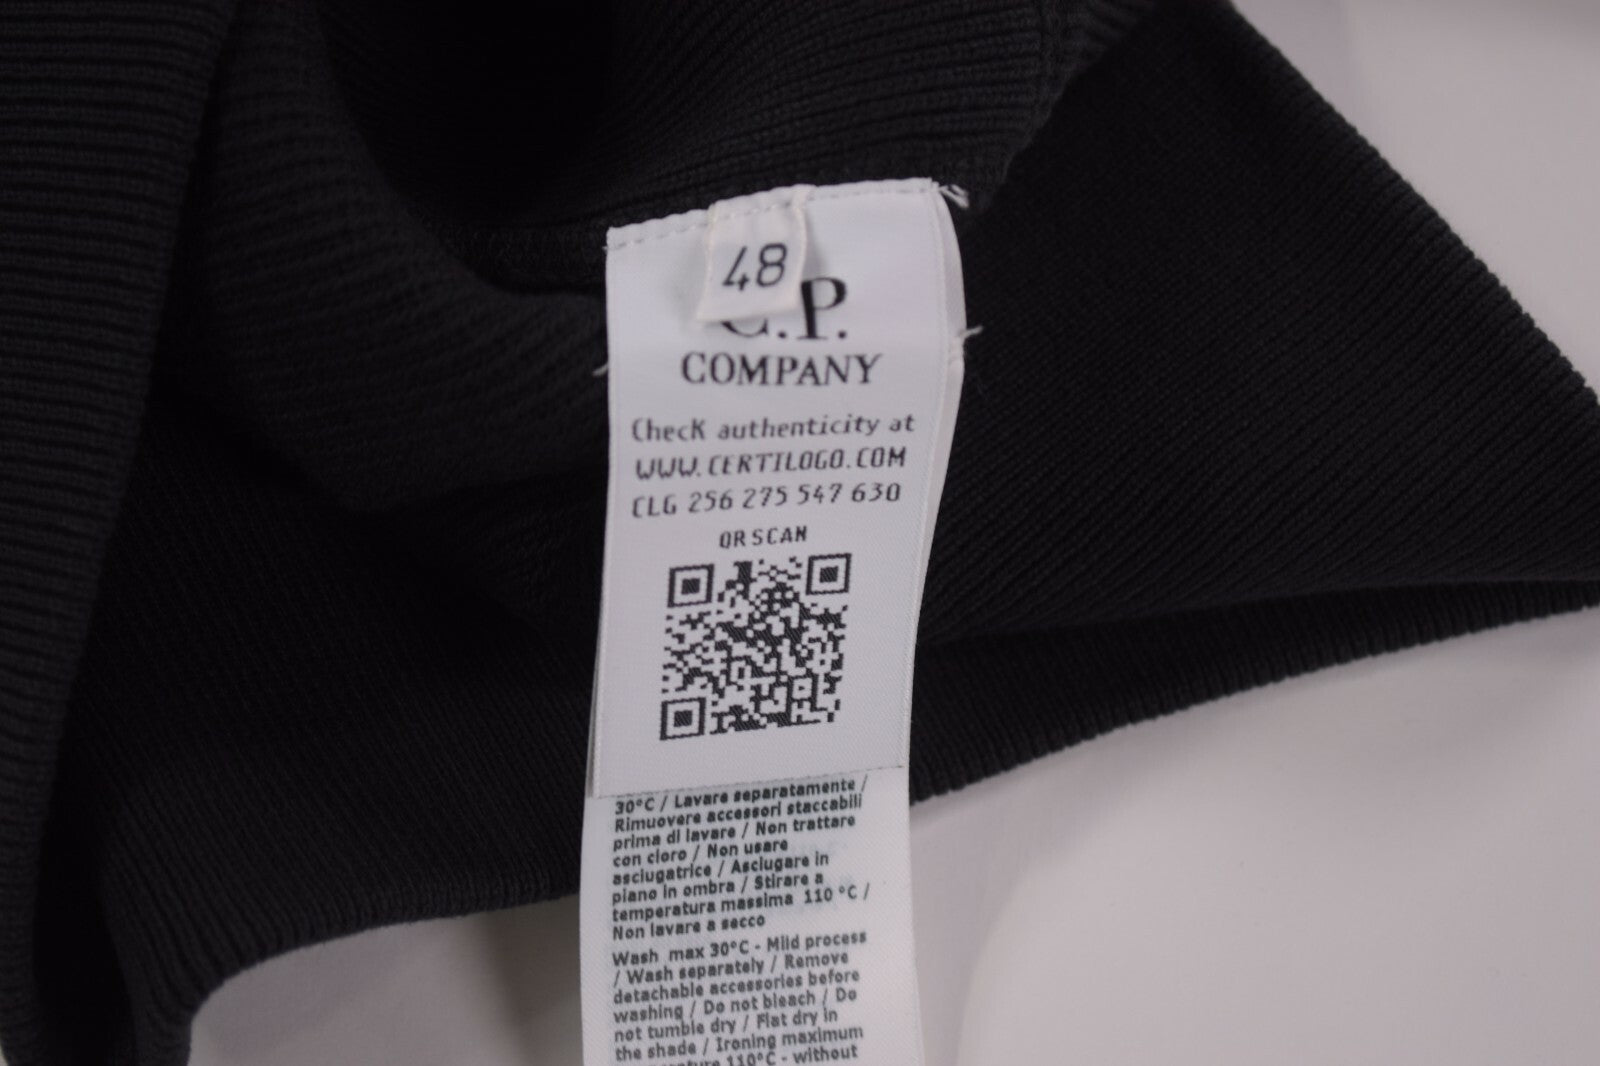 48
C.P.
COMPANY
Check authenticity at
WWW.CERTILOGO.COM
CLG 256 275 547 630
QR SCAN
30°C / Lavare separatamente /
Rimuovere accessori staccabili
prima di lavare / Non trattare
con cloro / Non usare
asciugatrice / Asciugare in
piano in ombra / Stirare a
temperatura massima 110 °C /
Non lavare a secco
Wash max 30°C - Mild process
/ Wash separately / Remove
detachable accessories before
washing / Do not bleach / Do
not tumble dry / Flat dry in
the shade / Ironing maximum
110°C - without